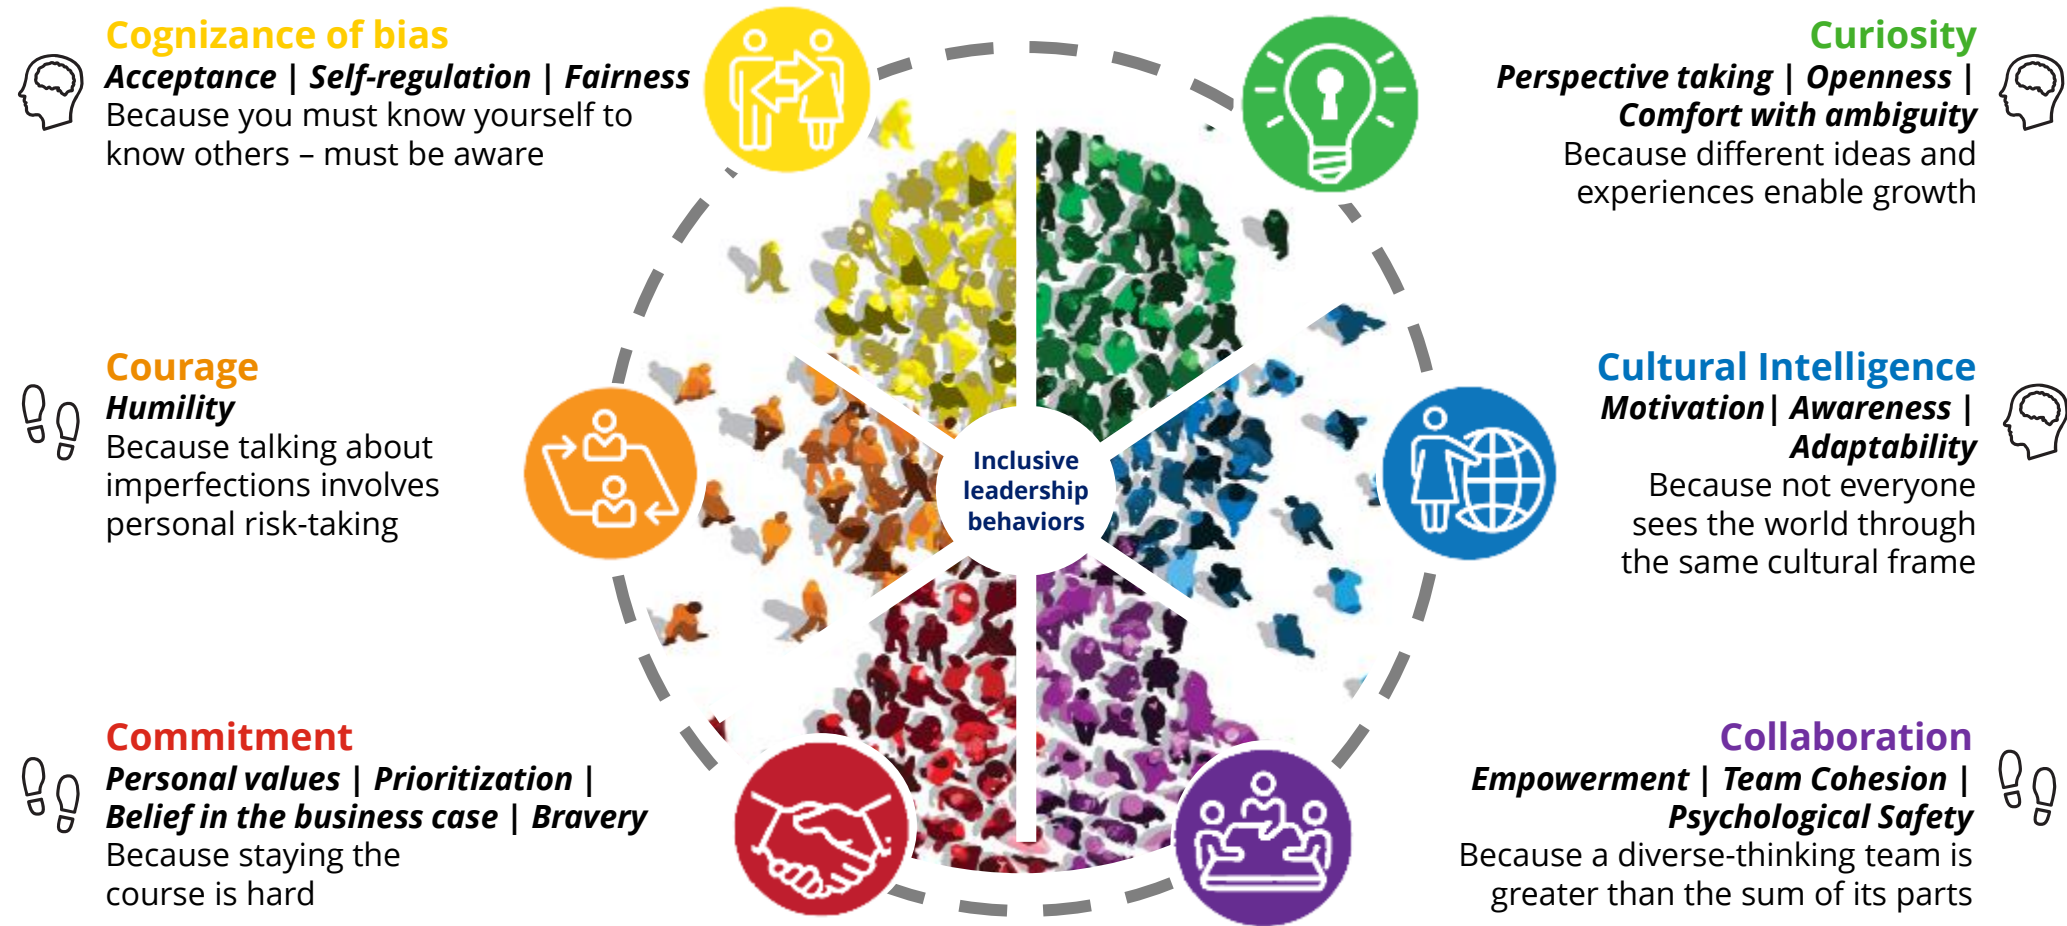 Cognizance of bias
Acceptance | Self-regulation | Fairness
Because you must know yourself to
know others – must be aware
Curiosity
Perspective taking | Openness |
Comfort with ambiguity
Because different ideas and
experiences enable growth
Courage
Humility
Because talking about
imperfections involves
personal risk-taking
Inclusive
leadership
behaviors
Cultural Intelligence
Motivation| Awareness |
Adaptability
Because not everyone
sees the world through
the same cultural frame
Commitment
Personal values | Prioritization |
Belief in the business case | Bravery
Because staying the
course is hard
Collaboration
Empowerment | Team Cohesion |
Psychological Safety
Because a diverse-thinking team is
greater than the sum of its parts